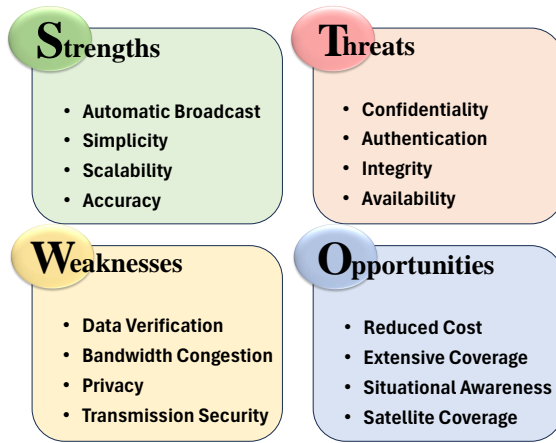 Strengths
• Automatic Broadcast
• Simplicity
• Scalability
• Accuracy
Threats
• Confidentiality
• Authentication
• Integrity
• Availability
Weaknesses
• Data Verification
• Bandwidth Congestion
• Privacy
• Transmission Security
Opportunities
• Reduced Cost
• Extensive Coverage
• Situational Awareness
• Satellite Coverage